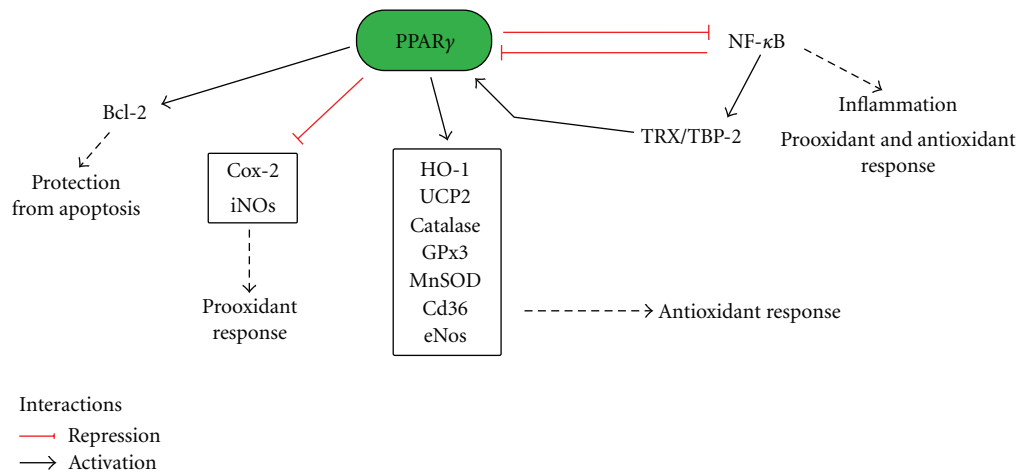 PPARγ
NF-κB
Bcl-2
Inflammation
TRX/TBP-2
Prooxidant and antioxidant
response
Protection
from apoptosis
Cox-2
iNOs
HO-1
UCP2
Catalase
GPx3
MnSOD
Cd36
eNos
Prooxidant
response
Antioxidant response
Interactions
Repression
Activation